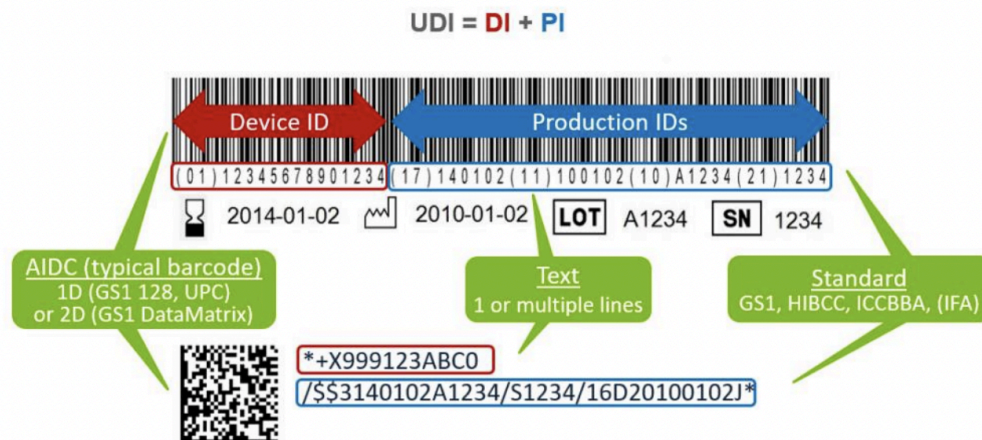 UDI = DI + PI
Device ID
Production IDs
(01)12345678901234(17)140102(11)100102(10)A1234(21)1234
2014-01-02
2010-01-02
LOT
A1234
SN
1234
AIDC (typical barcode)
1D (GS1 128, UPC)
or 2D (GS1 DataMatrix)
Text
1 or multiple lines
Standard
GS1, HIBCC, ICCBBA, (IFA)
*+X999123ABC0
/$$3140102A1234/S1234/16D20100102J*